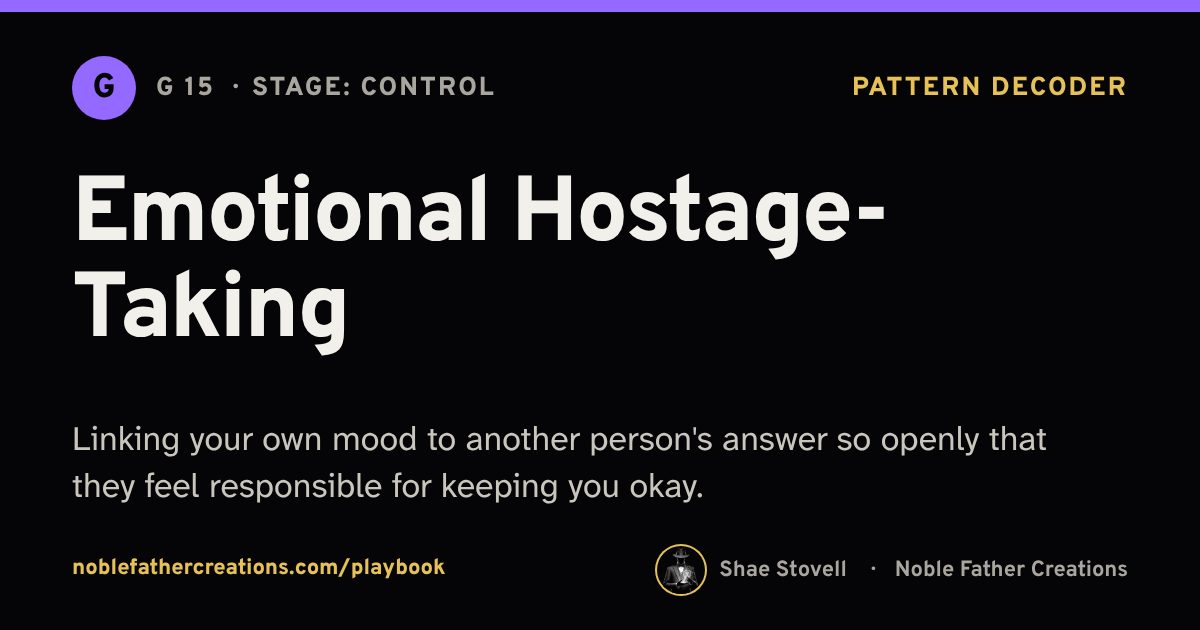 G
G 15 · STAGE: CONTROL
PATTERN DECODER
Emotional Hostage-
Taking
Linking your own mood to another person's answer so openly that
they feel responsible for keeping you okay.
noblefathercreations.com/playbook
Shae Stovell · Noble Father Creations